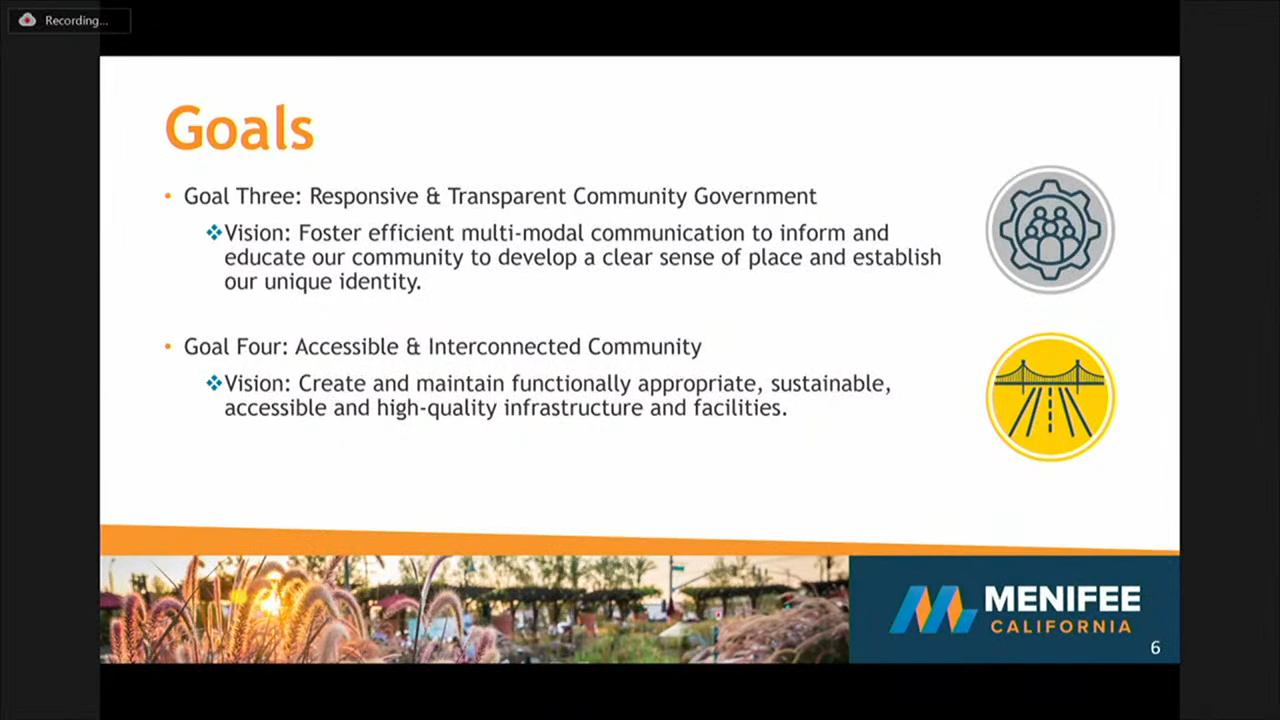 Recording...
Goals
• Goal Three: Responsive & Transparent Community Government
❖Vision: Foster efficient multi-modal communication to inform and
educate our community to develop a clear sense of place and establish
our unique identity.
• Goal Four: Accessible & Interconnected Community
❖Vision: Create and maintain functionally appropriate, sustainable,
accessible and high-quality infrastructure and facilities.
MENIFEE
CALIFORNIA
6